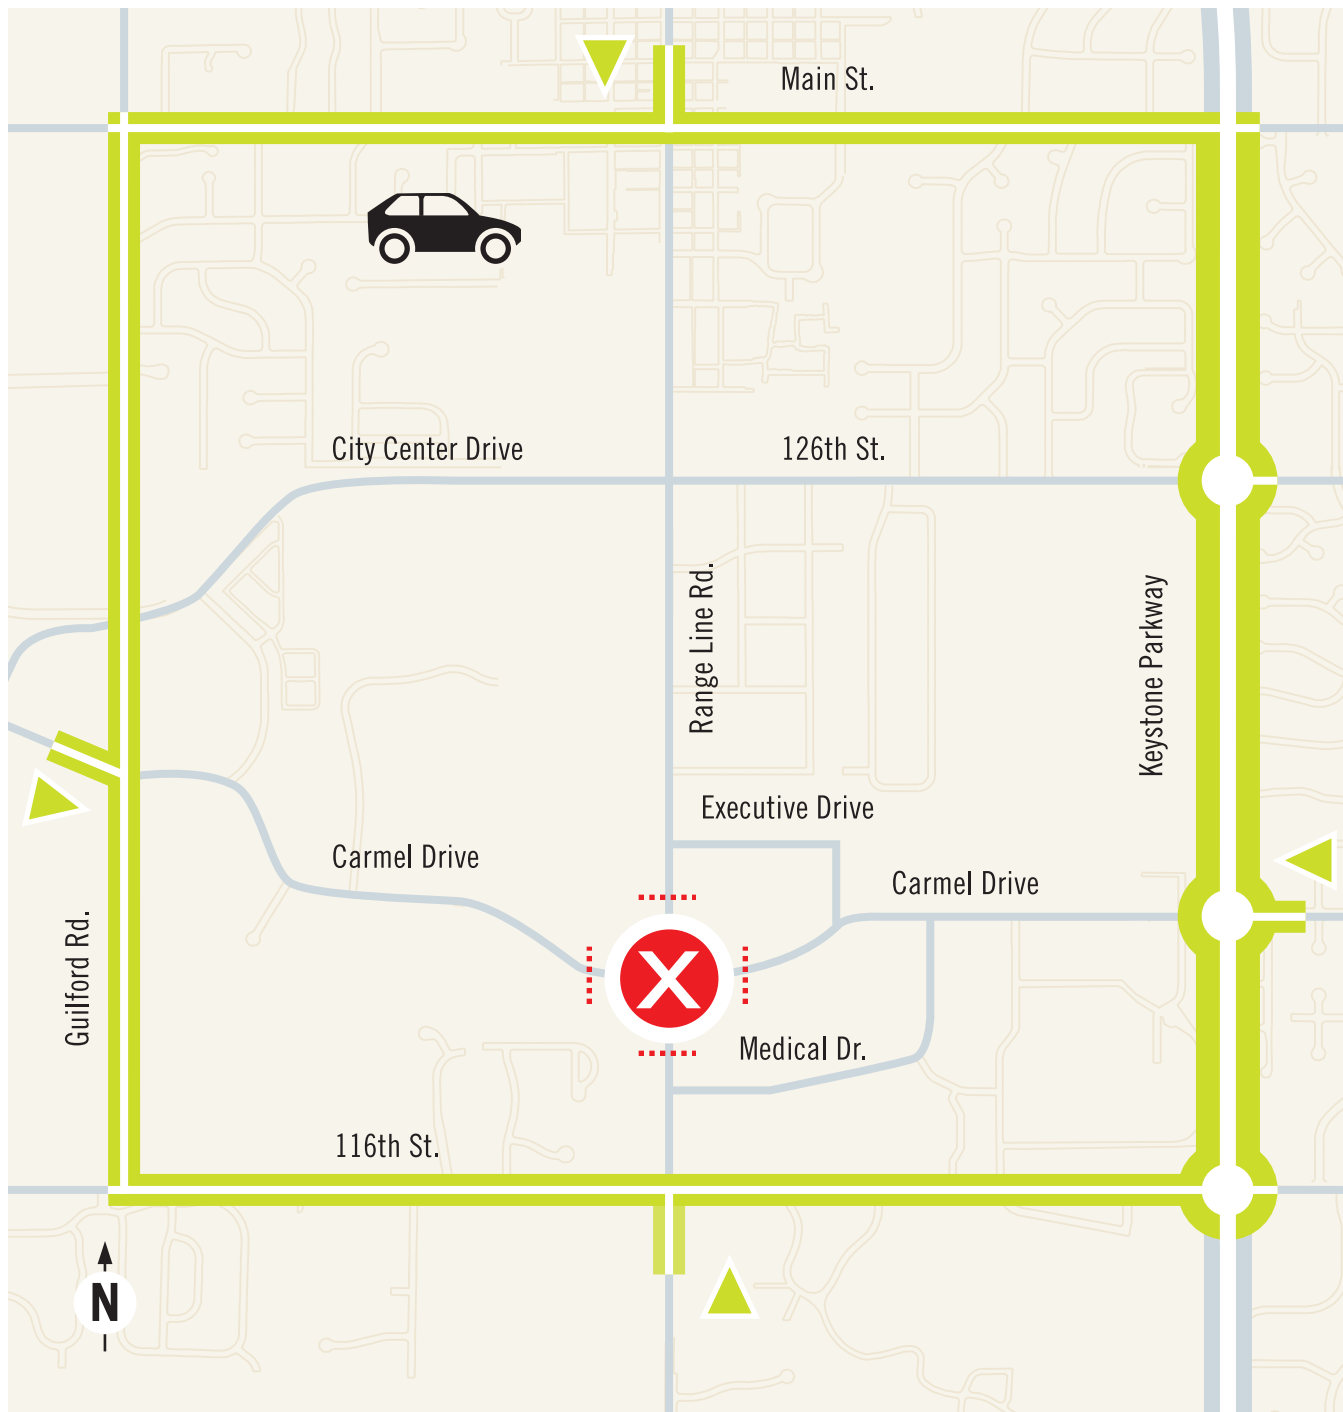 Main St.
City Center Drive
126th St.
Range Line Rd.
Keystone Parkway
Executive Drive
Carmel Drive
Carmel Drive
Guilford Rd.
X
Medical Dr.
116th St.
N